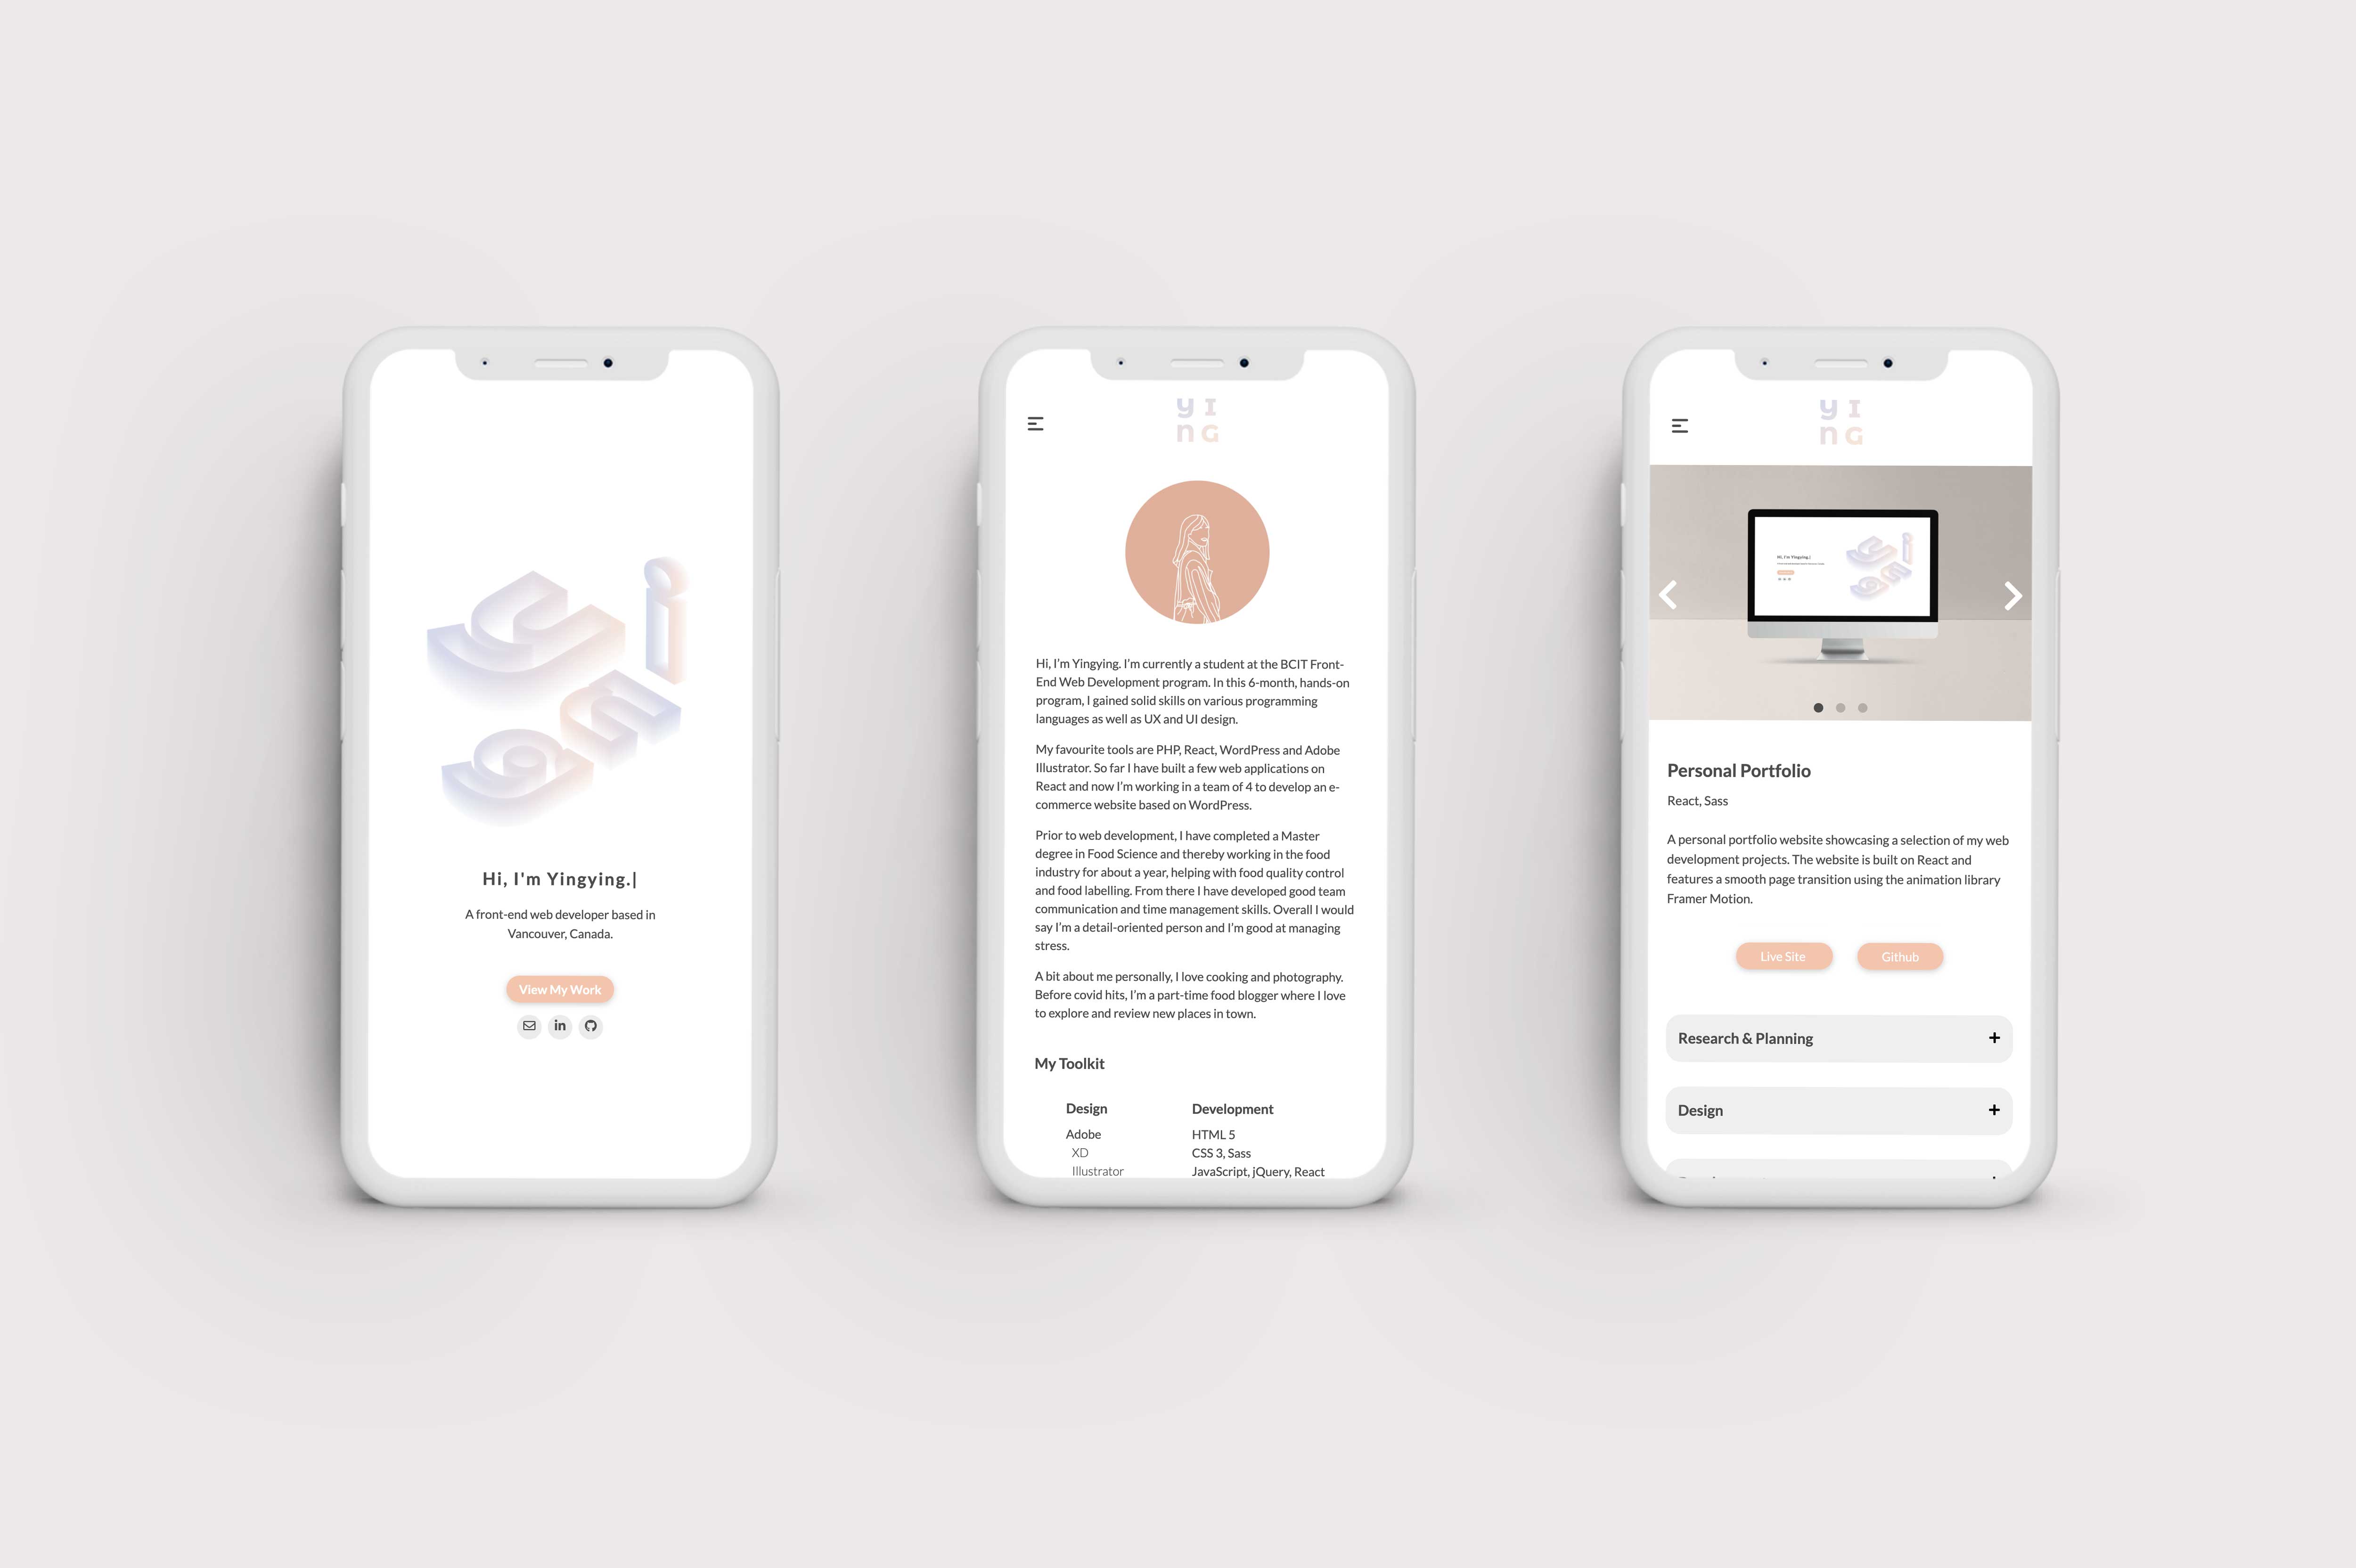 ying
Hi, I'm Yingying.|
A front-end web developer based in
Vancouver, Canada.
View My Work
in
yI
nG
Hi, I'm Yingying. I'm currently a student at the BCIT Front-
End Web Development program. In this 6-month, hands-on
program, I gained solid skills on various programming
languages as well as UX and UI design.
My favourite tools are PHP, React, WordPress and Adobe
Illustrator. So far I have built a few web applications on
React and now I'm working in a team of 4 to develop an e-
commerce website based on WordPress.
Prior to web development, I have completed a Master
degree in Food Science and thereby working in the food
industry for about a year, helping with food quality control
and food labelling. From there I have developed good team
communication and time management skills. Overall I would
say I'm a detail-oriented person and I'm good at managing
stress.
A bit about me personally, I love cooking and photography.
Before covid hits, I'm a part-time food blogger where I love
to explore and review new places in town.
My Toolkit
Design
Adobe
XD
Illustrator
Development
HTML 5
CSS 3, Sass
JavaScript, jQuery, React
yI
nG
Hi, I'm Yingying.|
ying
Personal Portfolio
React, Sass
A personal portfolio website showcasing a selection of my web
development projects. The website is built on React and
features a smooth page transition using the animation library
Framer Motion.
Live Site
Github
Research & Planning +
Design +